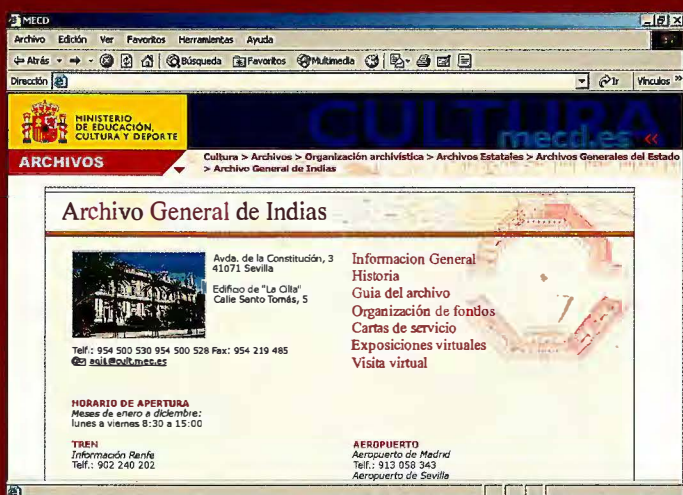 MECD
Archivo Edición Ver Favoritos Herramientas Ayuda
Atrás Búsqueda Favoritos Multimedia
Dirección Ir Vínculos »
MINISTERIO
DE EDUCACIÓN,
CULTURA Y DEPORTE
CULTURA
mecd.es «
ARCHIVOS
Cultura > Archivos > Organización archivística > Archivos Estatales > Archivos Generales del Estado
> Archivo General de Indias
Archivo General de Indias
Avda. de la Constitución, 3
41071 Sevilla
Edificio de "La Cilla"
Calle Santo Tomás, 5
Telf.: 954 500 530 954 500 528 Fax: 954 219 485
agi1@cult.mec.es
Informacion General
Historia
Guia del archivo
Organización de fondos
Cartas de servicio
Exposiciones virtuales
Visita virtual
HORARIO DE APERTURA
Meses de enero a diciembre:
lunes a viernes 8:30 a 15:00
TREN
Información Renfe
Telf.: 902 240 202
AEROPUERTO
Aeropuerto de Madrid
Telf.: 913 058 343
Aeropuerto de Sevilla